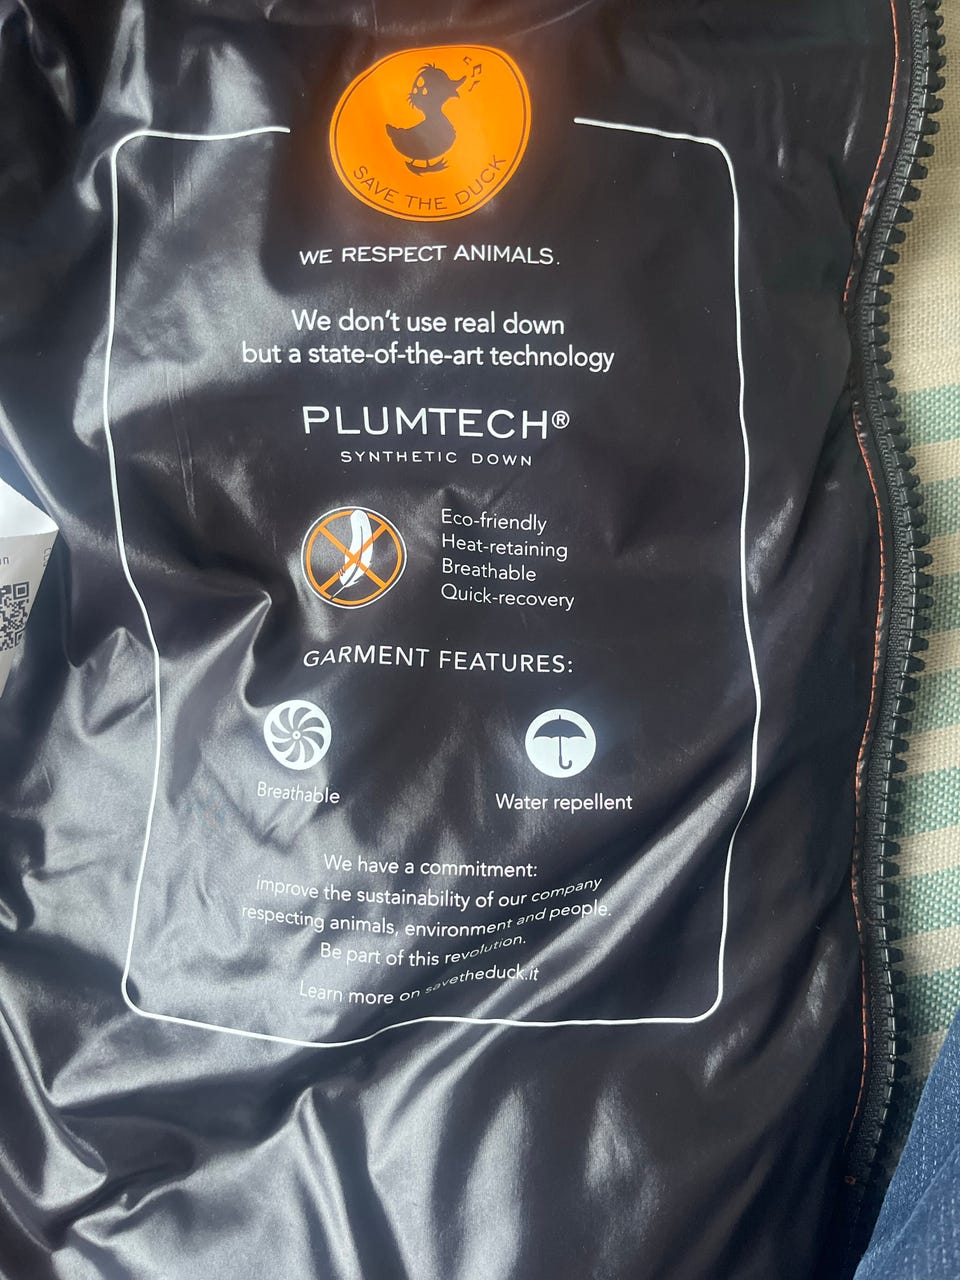 SAVE THE DUCK
WE RESPECT ANIMALS.
We don't use real down
but a state-of-the-art technology
PLUMTECH®
SYNTHETIC DOWN
Eco-friendly
Heat-retaining
Breathable
Quick-recovery
GARMENT FEATURES:
Breathable
Water repellent
We have a commitment:
improve the sustainability of our company
respecting animals, environment and people.
Be part of this revolution.
Learn more on savetheduck.it